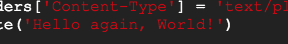 ders['Content-Type'] = 'text/pl
te('Hello again, World!')